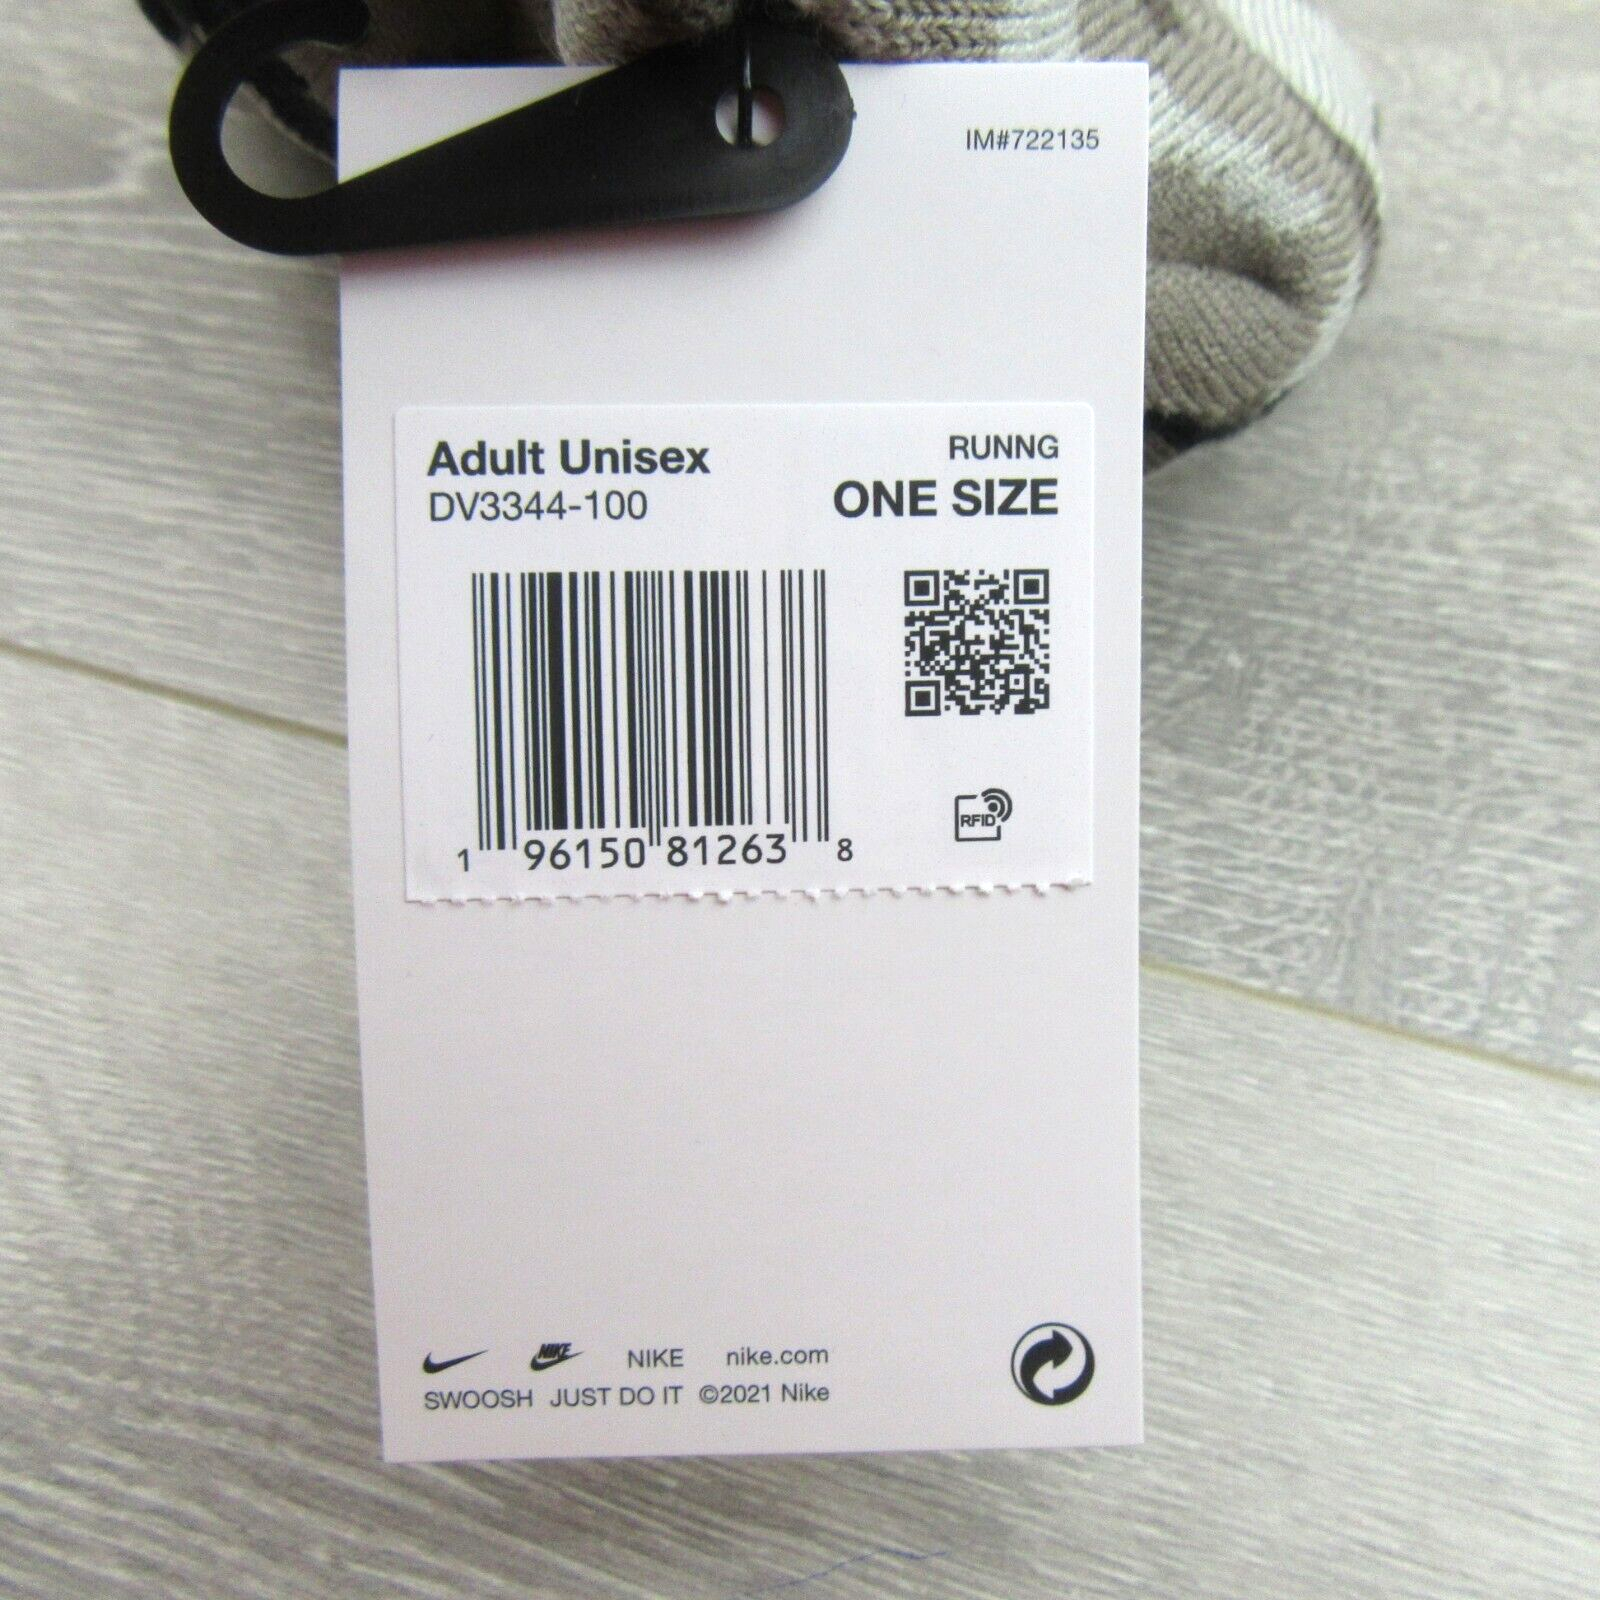 IM#722135
Adult Unisex RUNNG
DV3344-100 ONE SIZE
RFID
1 96150 81263 8
NIKE NIKE nike.com
SWOOSH JUST DO IT ©2021 Nike